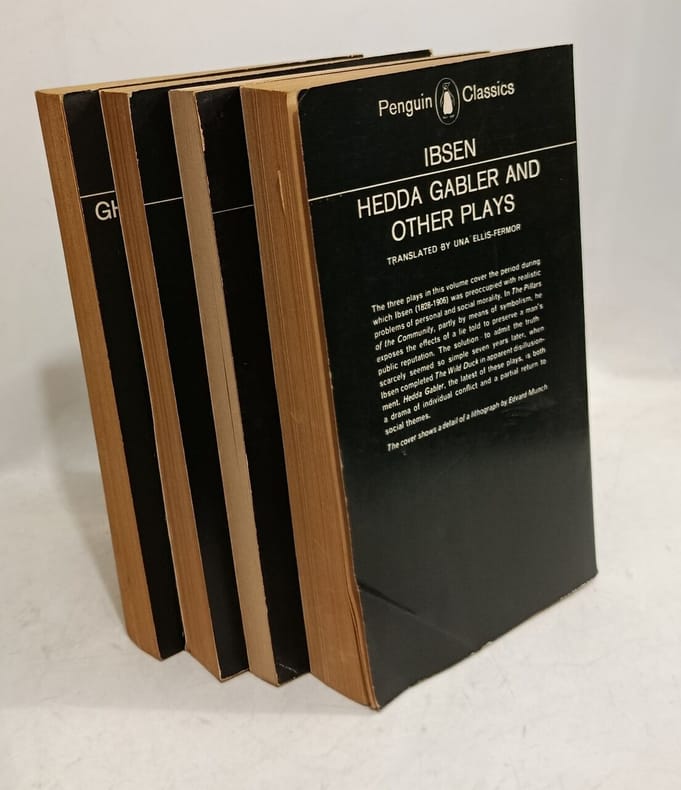 GH
Penguin Classics
IBSEN
HEDDA GABLER AND
OTHER PLAYS
TRANSLATED BY UNA ELLIS-FERMOR
The three plays in this volume cover the period during
which Ibsen (1828-1906) was preoccupied with realistic
problems of personal and social morality. In The Pillars
of the Community, partly by means of symbolism, he
exposes the effects of a lie told to preserve a man's
public reputation. The solution to admit the truth
scarcely seemed so simple seven years later, when
Ibsen completed The Wild Duck in apparent disillusion-
ment. Hedda Gabler, the latest of these plays, is both
a drama of individual conflict and a partial return to
social themes.
The cover shows a detail of a lithograph by Edvard Munch